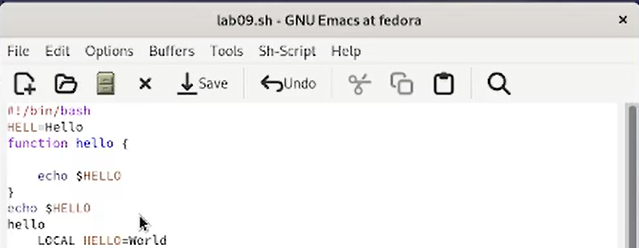 lab09.sh - GNU Emacs at fedora
File Edit Options Buffers Tools Sh-Script Help
Save Undo
#!/bin/bash
HELL=Hello
function hello {
echo $HELLO
}
echo $HELLO
hello
LOCAL HELLO=World